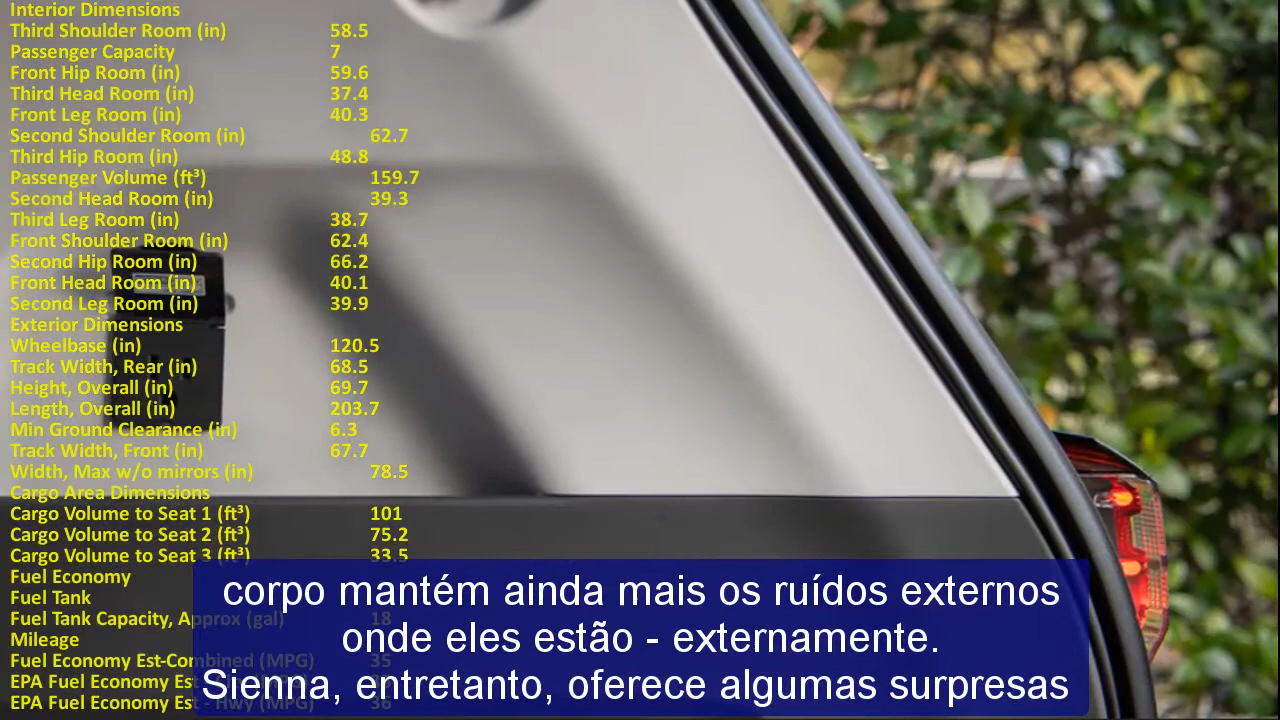 Interior Dimensions
Third Shoulder Room (in) 58.5
Passenger Capacity 7
Front Hip Room (in) 59.6
Third Head Room (in) 37.4
Front Leg Room (in) 40.3
Second Shoulder Room (in) 62.7
Third Hip Room (in) 48.8
Passenger Volume (ft³) 159.7
Second Head Room (in) 39.3
Third Leg Room (in) 38.7
Front Shoulder Room (in) 62.4
Second Hip Room (in) 66.2
Front Head Room (in) 40.1
Second Leg Room (in) 39.9
Exterior Dimensions
Wheelbase (in) 120.5
Track Width, Rear (in) 68.5
Height, Overall (in) 69.7
Length, Overall (in) 203.7
Min Ground Clearance (in) 6.3
Track Width, Front (in) 67.7
Width, Max w/o mirrors (in) 78.5
Cargo Area Dimensions
Cargo Volume to Seat 1 (ft³) 101
Cargo Volume to Seat 2 (ft³) 75.2
Cargo Volume to Seat 3 (ft³) 33.5
Fuel Economy
Fuel Tank
Fuel Tank Capacity, Approx (gal) 18
Mileage
Fuel Economy Est-Combined (MPG) 35
EPA Fuel Economy Est
EPA Fuel Economy Est - Hwy (MPG) 36
corpo mantém ainda mais os ruídos externos
onde eles estão - externamente.
Sienna, entretanto, oferece algumas surpresas